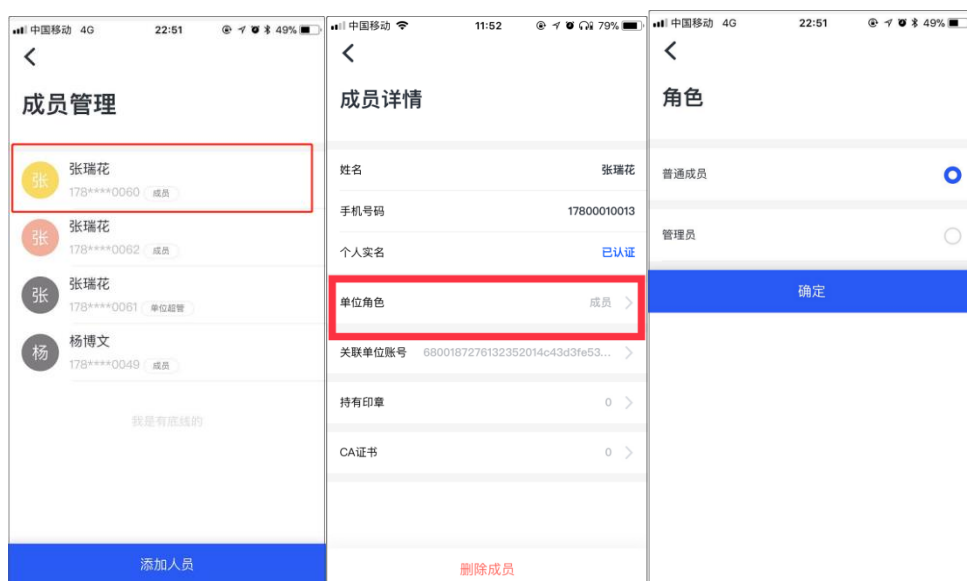 中国移动 4G 22:51 49%
成员管理
张
张瑞花
178****0060 成员
张
张瑞花
178****0062 成员
张
张瑞花
178****0061 单位超管
杨
杨博文
178****0049 成员
我是有底线的
添加人员
中国移动 11:52 79%
成员详情
姓名 张瑞花
手机号码 17800010013
个人实名 已认证
单位角色 成员
关联单位账号 6800187276132352014c43d3fe53...
持有印章 0
CA证书 0
删除成员
中国移动 4G 22:51 49%
角色
普通成员
管理员
确定